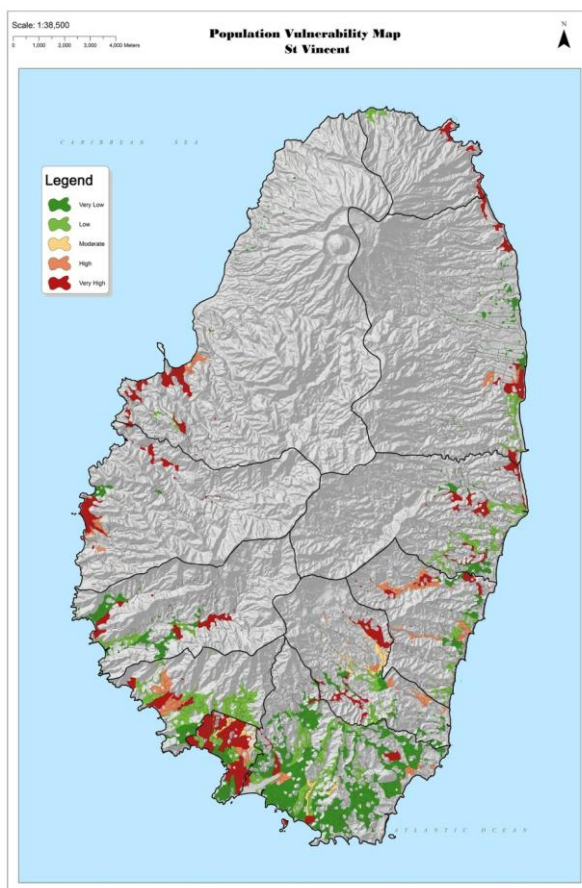 Scale: 1:38,500
0 1,000 2,000 3,000 4,000 Meters
Population Vulnerability Map
St Vincent
N
CARIBBEAN SEA
Legend
Very Low
Low
Moderate
High
Very High
ATLANTIC OCEAN